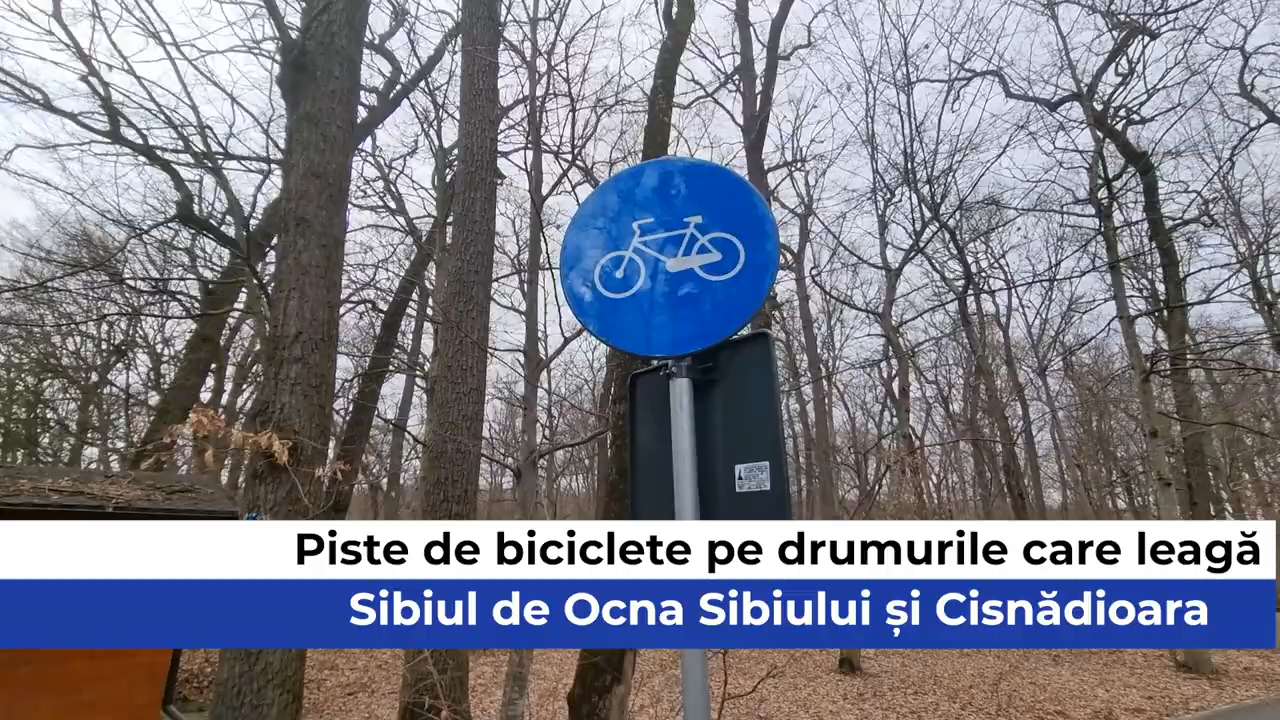 Piste de biciclete pe drumurile care leagă
Sibiul de Ocna Sibiului și Cisnădioara